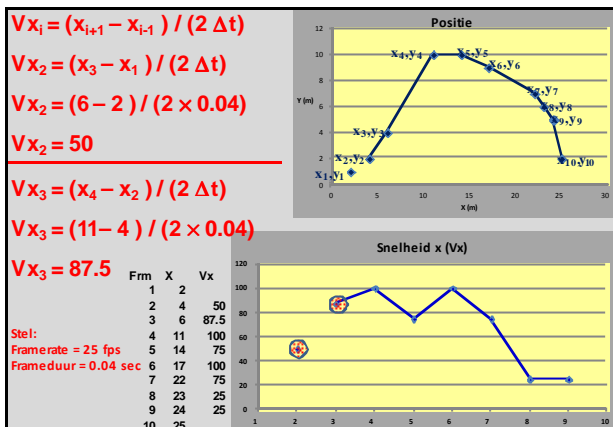 Vxi = (xi+1 – xi-1) / (2 Δt)
Vx2 = (x3 – x1) / (2 Δt)
Vx2 = (6 – 2) / (2 × 0.04)
Vx2 = 50
Vx3 = (x4 – x2) / (2 Δt)
Vx3 = (11– 4 ) / (2 × 0.04)
Vx3 = 87.5
Stel:
Framerate = 25 fps
Frameduur = 0.04 sec
Frm X Vx
1 2
2 4 50
3 6 87.5
4 11 100
5 14 75
6 17 100
7 22 75
8 23 25
9 24 25
10 25
Positie
12
10
8
6
4
2
0
Y (m)
x1,y1
x2,y2
x3,y3
x4,y4
x5,y5
x6,y6
x7,y7
x8,y8
x9,y9
x10,y10
0 5 10 15 20 25 30
X (m)
Snelheid x (Vx)
120
100
80
60
40
20
0
1 2 3 4 5 6 7 8 9 10